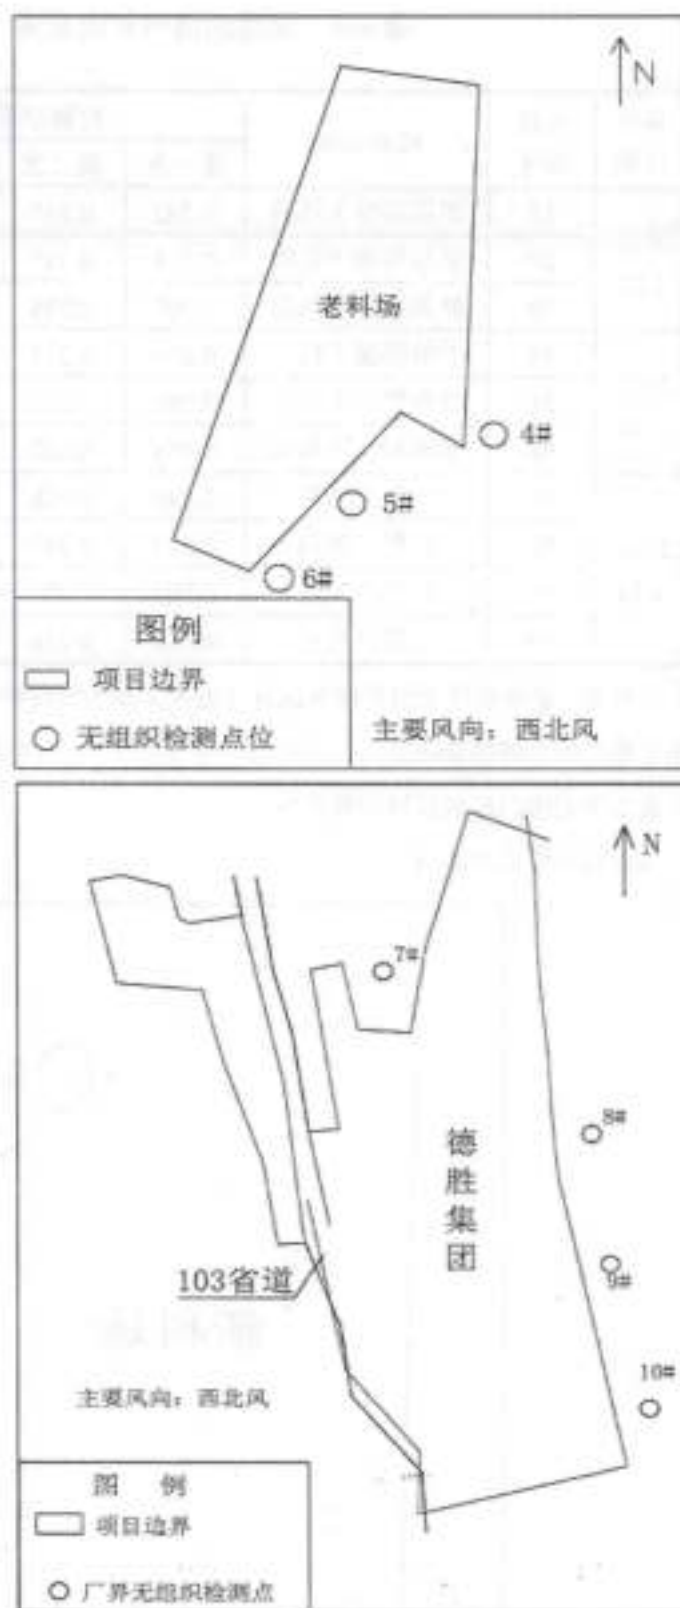 N
老料场
4#
5#
6#
图例
项目边界
无组织检测点位
主要风向：西北风
N
7#
8#
德胜集团
9#
103省道
10#
主要风向：西北风
图 例
项目边界
厂界无组织检测点